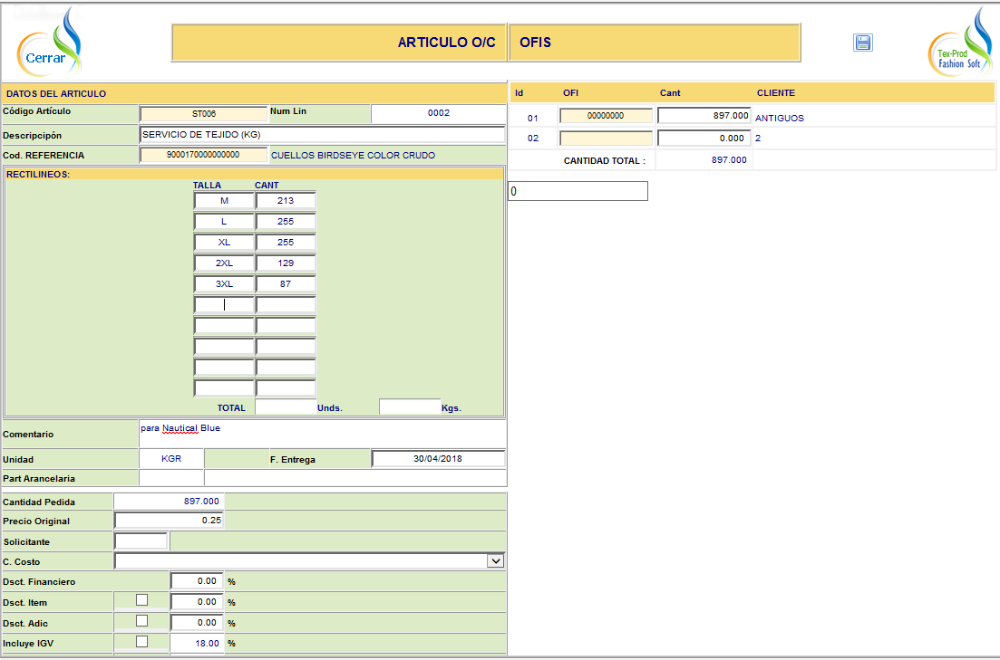 Cerrar
ARTICULO O/C OFIS
Tex-Prod
Fashion Soft
DATOS DEL ARTICULO
Código Artículo ST006 Num Lin 0002
Descripcipón SERVICIO DE TEJIDO (KG)
Cod. REFERENCIA 9000170000000000 CUELLOS BIRDSEYE COLOR CRUDO
RECTILINEOS:
TALLA CANT
M 213
L 255
XL 255
2XL 129
3XL 87
TOTAL Unds. Kgs.
Comentario para Nautical Blue
Unidad KGR F. Entrega 30/04/2018
Part Arancelaria
Cantidad Pedida 897.000
Precio Original 0.25
Solicitante
C. Costo
Dsct. Financiero 0.00 %
Dsct. Item 0.00 %
Dsct. Adic 0.00 %
Incluye IGV 18.00 %
Id OFI Cant CLIENTE
01 00000000 897.000 ANTIGUOS
02 0.000 2
CANTIDAD TOTAL : 897.000
0